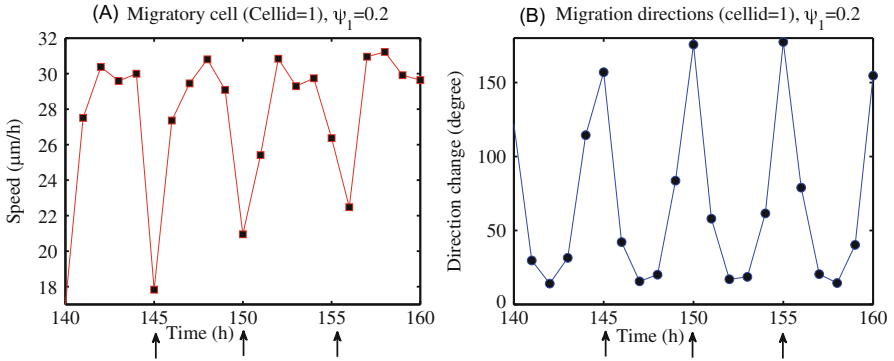 (A) Migratory cell (Cellid=1), ψ1=0.2
Speed (μm/h)
32
30
28
26
24
22
20
18
140 145 150 155 160
Time (h)
(B) Migration directions (cellid=1), ψ1=0.2
Direction change (degree)
150
100
50
0
140 145 150 155 160
Time (h)